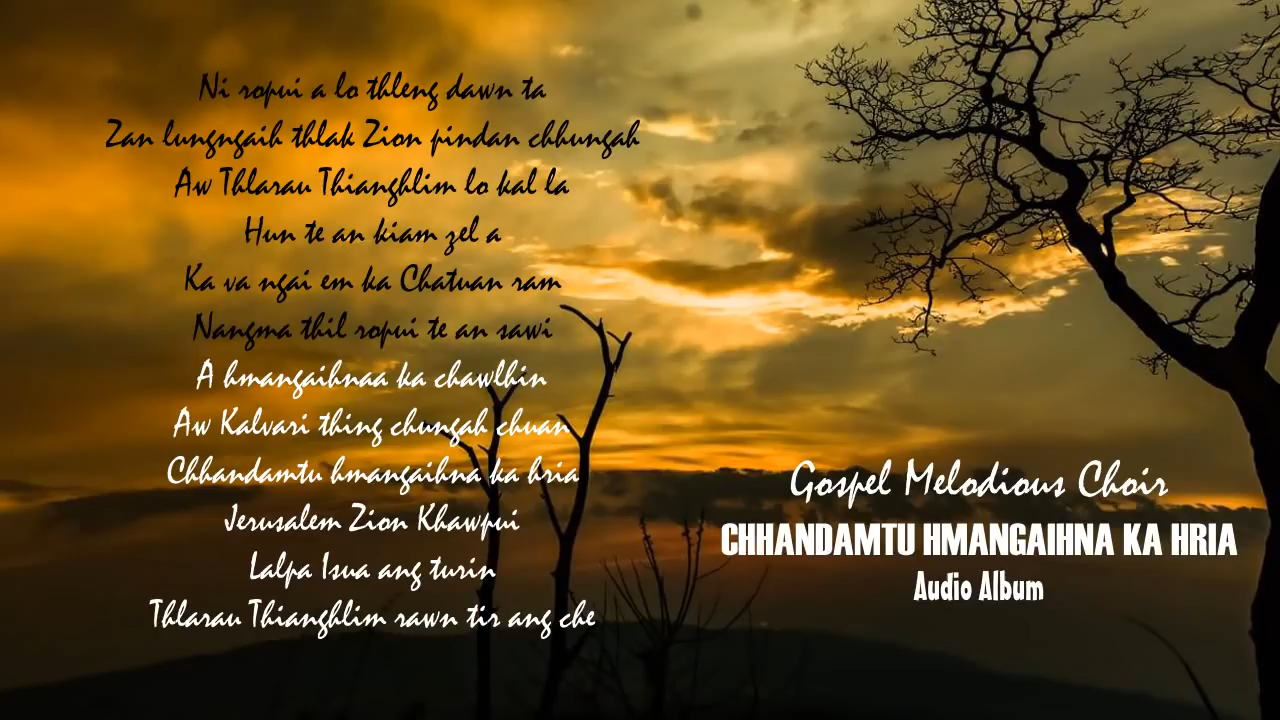 Ni ropui a lo thleng dawn ta
Zan lungngaih thlak Zion pindan chhungah
Aw Thlarau Thianghlim lo kal la
Hun te an kiam zel a
Ka va ngai em ka Chatuan ram
Nangma thil ropui te an sawi
A hmangaihnaa ka chawlhin
Aw Kalvari thing chungah chuan
Chhandamtu hmangaihna ka hria
Jerusalem Zion Khawpui
Lalpa Isua ang turin
Thlarau Thianghlim rawn tir ang che
Gospel Melodious Choir
CHHANDAMTU HMANGAIHNA KA HRIA
Audio Album